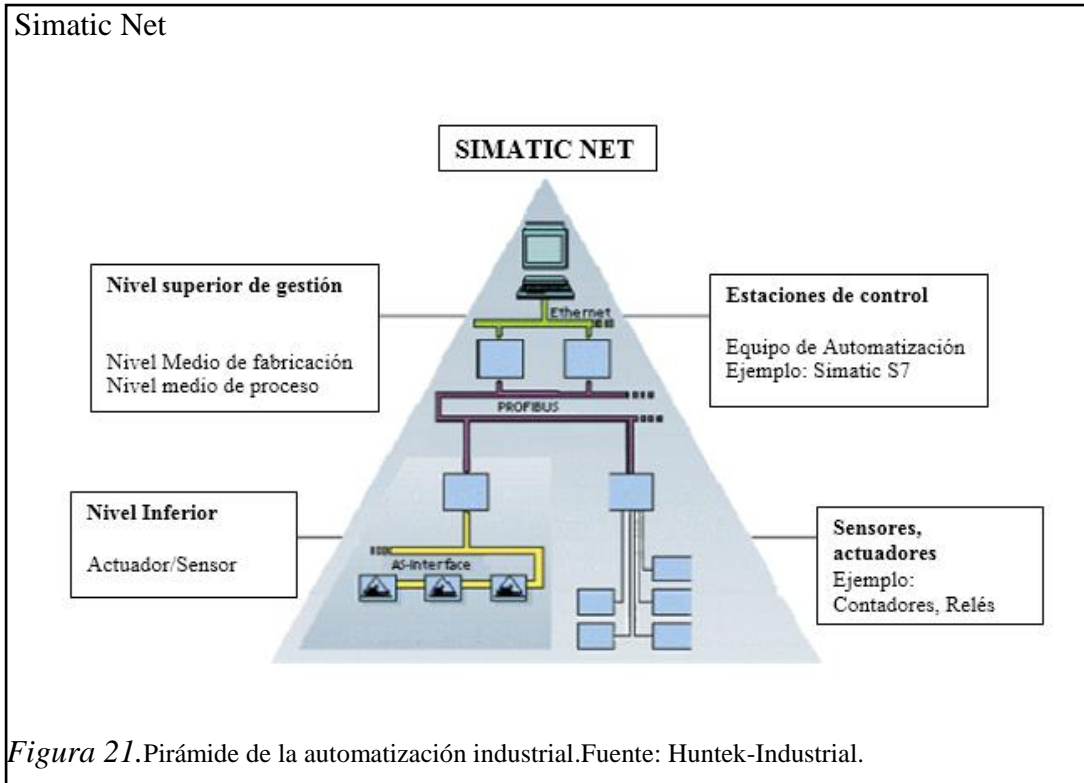 Simatic Net
SIMATIC NET
Nivel superior de gestión
Nivel Medio de fabricación
Nivel medio de proceso
Estaciones de control
Equipo de Automatización
Ejemplo: Simatic S7
Ethernet
PROFIBUS
Nivel Inferior
Actuador/Sensor
AS-Interface
Sensores,
actuadores
Ejemplo:
Contadores, Relés
Figura 21.Pirámide de la automatización industrial.Fuente: Huntek-Industrial.